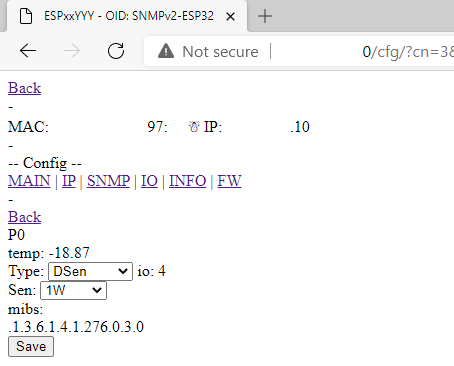 ESPxxYYY - OID: SNMPv2-ESP32
Not secure | 0/cfg/?cn=3&
Back
-
MAC: 97: ☃ IP: .10
-
-- Config --
MAIN | IP | SNMP | IO | INFO | FW
-
Back
P0
temp: -18.87
Type: DSen io: 4
Sen: 1W
mibs:
.1.3.6.1.4.1.276.0.3.0
Save